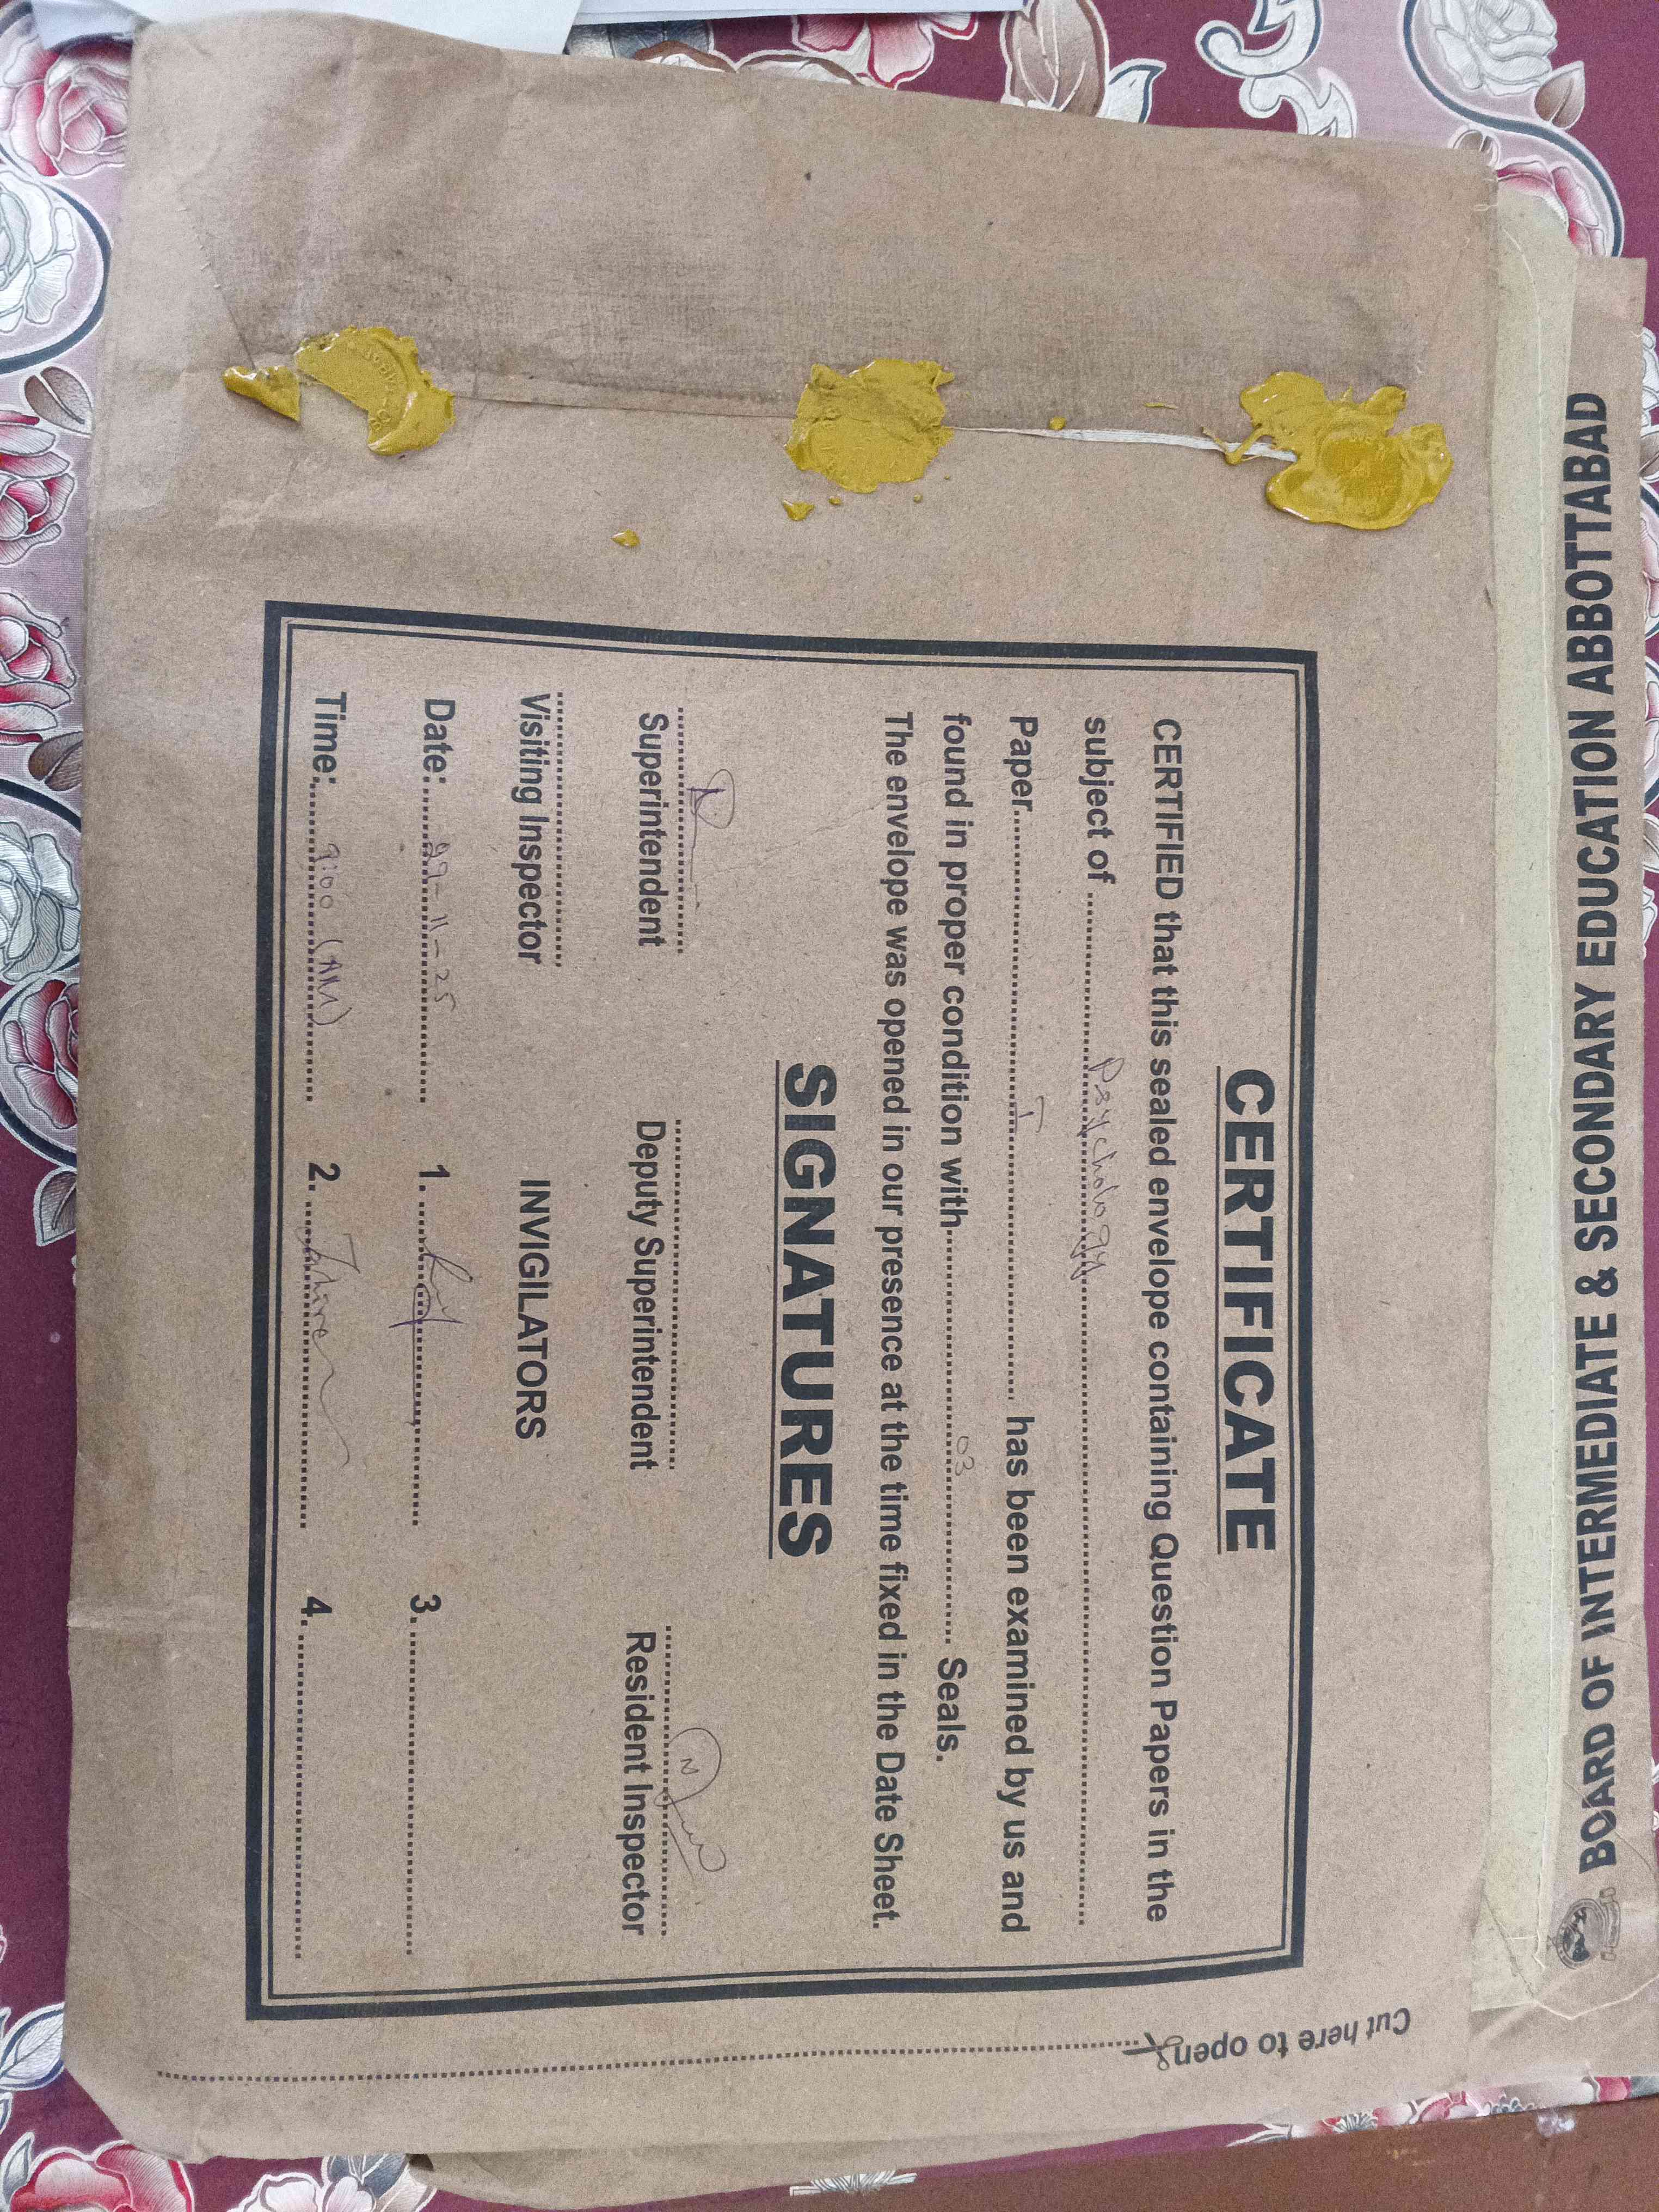 BOARD OF INTERMEDIATE & SECONDARY EDUCATION ABBOTTABAD
Cut here to open
CERTIFICATE
CERTIFIED that this sealed envelope containing Question Papers in the
subject of Psychology
Paper I has been examined by us and
found in proper condition with 03 Seals.
The envelope was opened in our presence at the time fixed in the Date Sheet.
SIGNATURES
Superintendent Deputy Superintendent Resident Inspector
Visiting Inspector INVIGILATORS
Date: 29-11-25 1. 3.
Time: 9:00 (AM) 2. 4.